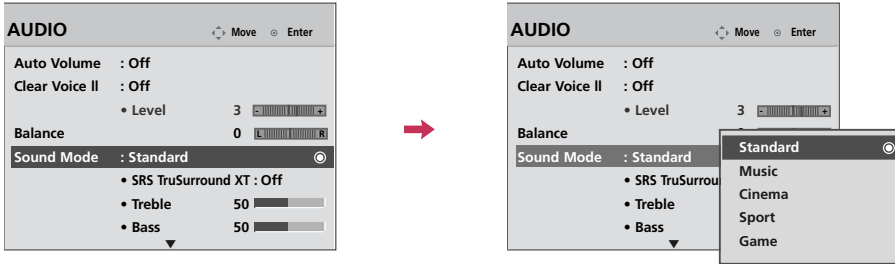 AUDIO Move Enter
Auto Volume : Off
Clear Voice ll : Off
• Level 3 - +
Balance 0 L R
Sound Mode : Standard
• SRS TruSurround XT : Off
• Treble 50
• Bass 50
AUDIO Move Enter
Auto Volume : Off
Clear Voice ll : Off
• Level 3 - +
Balance
Sound Mode : Standard
• SRS TruSurrou
• Treble
• Bass
Standard
Music
Cinema
Sport
Game